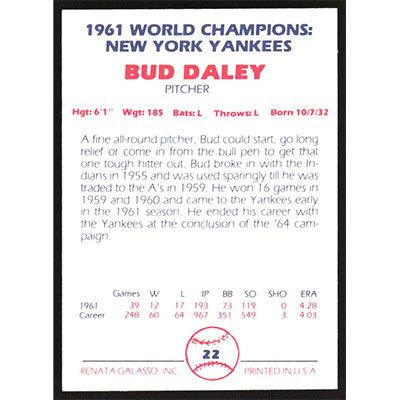 1961 WORLD CHAMPIONS:
NEW YORK YANKEES
BUD DALEY
PITCHER
Hgt: 6'1" Wgt: 185 Bats: L Throws: L Born 10/7/32
A fine all-round pitcher, Bud could start, go long
relief or come in from the bull pen to get that
one tough hitter out. Bud broke in with the In-
dians in 1955 and was used sparingly till he was
traded to the A's in 1959. He won 16 games in
1959 and 1960 and came to the Yankees early
in the 1961 season. He ended his career with
the Yankees at the conclusion of the '64 cam-
paign.
Games W L IP BB SO SHO ERA
1961 39 12 17 193 73 119 0 4.28
Career 248 60 64 967 351 549 3 4.03
22
RENATA GALASSO, INC. PRINTED IN U.S.A.